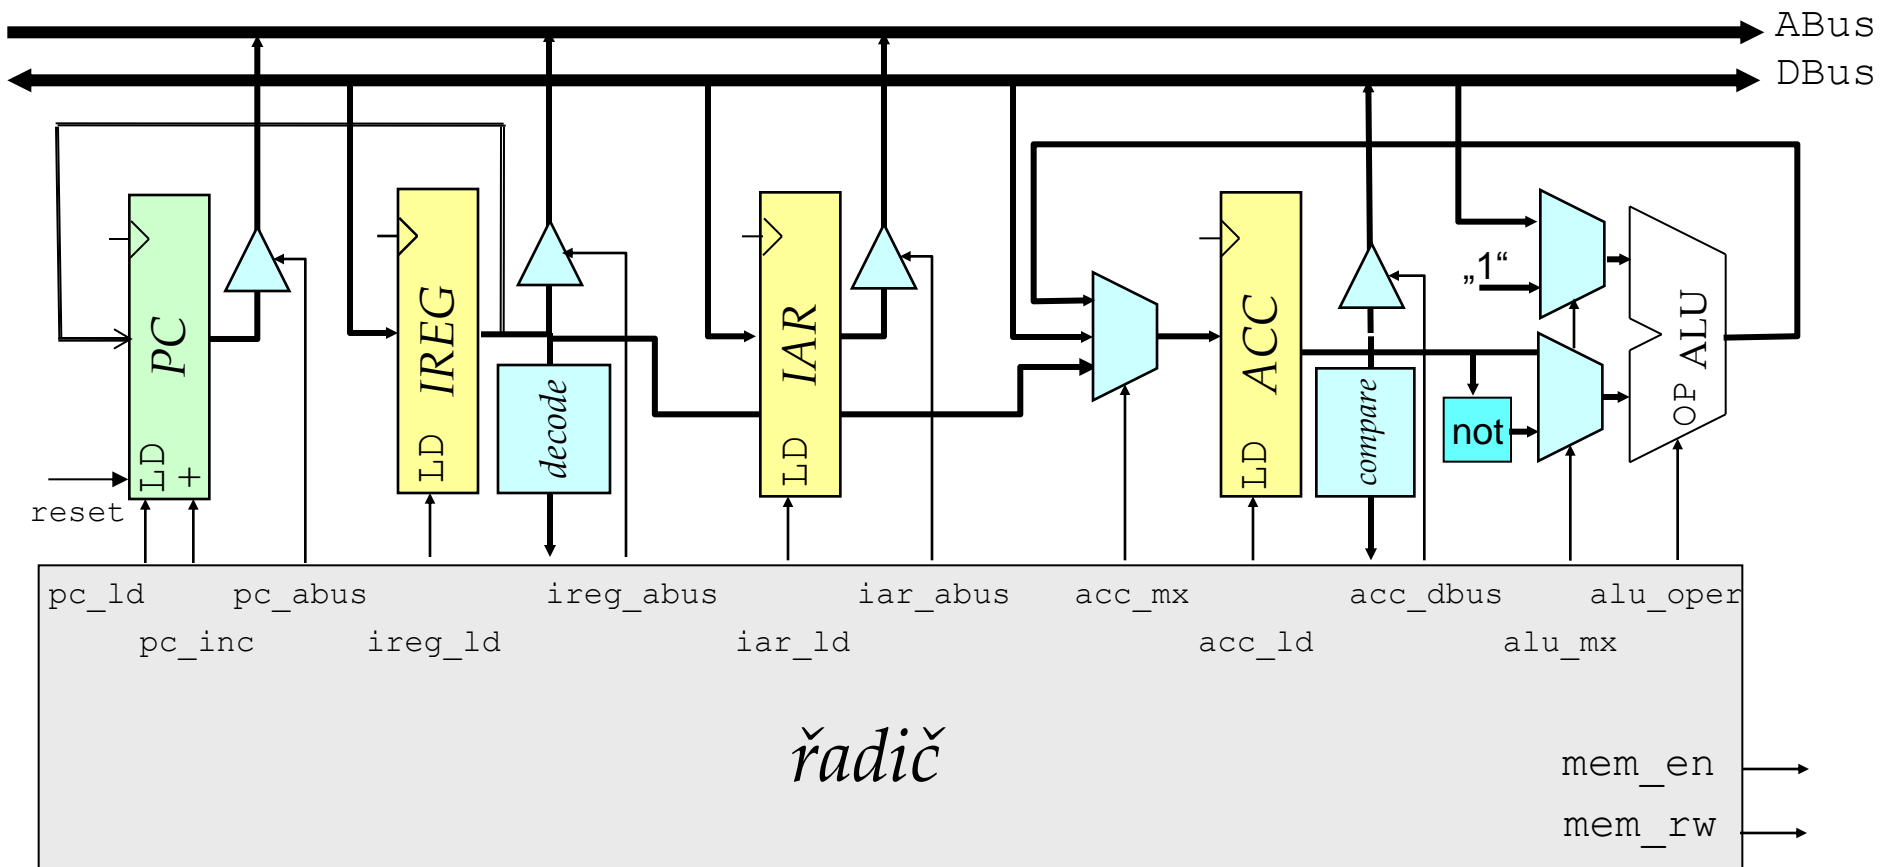 ABus
DBus
PC
LD
+
reset
IREG
LD
decode
IAR
LD
ACC
LD
compare
„1“
not
ALU
OP
pc_ld
pc_abus
ireg_abus
iar_abus
acc_mx
acc_dbus
alu_oper
pc_inc
ireg_ld
iar_ld
acc_ld
alu_mx
řadič
mem_en
mem_rw